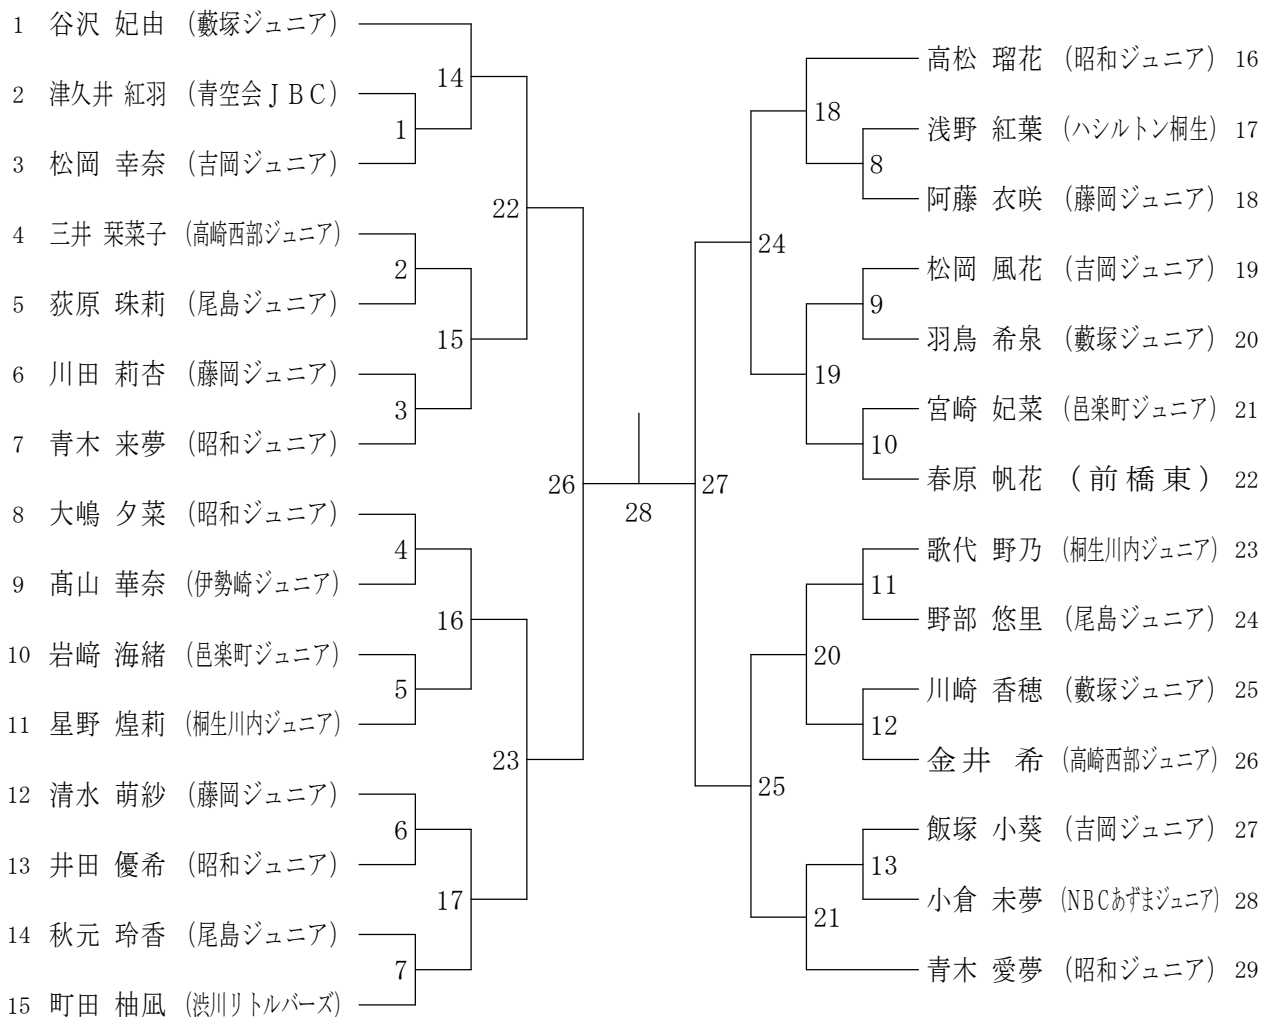 1 谷沢 妃由 (藪塚ジュニア)
2 津久井 紅羽 (青空会ＪＢＣ)
3 松岡 幸奈 (吉岡ジュニア)
4 三井 栞菜子 (高崎西部ジュニア)
5 荻原 珠莉 (尾島ジュニア)
6 川田 莉杏 (藤岡ジュニア)
7 青木 来夢 (昭和ジュニア)
8 大嶋 夕菜 (昭和ジュニア)
9 髙山 華奈 (伊勢崎ジュニア)
10 岩﨑 海緒 (邑楽町ジュニア)
11 星野 煌莉 (桐生川内ジュニア)
12 清水 萌紗 (藤岡ジュニア)
13 井田 優希 (昭和ジュニア)
14 秋元 玲香 (尾島ジュニア)
15 町田 柚凪 (渋川リトルバーズ)
1
2
3
4
5
6
7
14
15
16
17
22
23
26
28
27
24
25
18
19
20
21
8
9
10
11
12
13
高松 瑠花 (昭和ジュニア) 16
浅野 紅葉 (ハシルトン桐生) 17
阿藤 衣咲 (藤岡ジュニア) 18
松岡 風花 (吉岡ジュニア) 19
羽鳥 希泉 (藪塚ジュニア) 20
宮崎 妃菜 (邑楽町ジュニア) 21
春原 帆花 (前橋東) 22
歌代 野乃 (桐生川内ジュニア) 23
野部 悠里 (尾島ジュニア) 24
川崎 香穂 (藪塚ジュニア) 25
金井 希 (高崎西部ジュニア) 26
飯塚 小葵 (吉岡ジュニア) 27
小倉 未夢 (NBCあずまジュニア) 28
青木 愛夢 (昭和ジュニア) 29